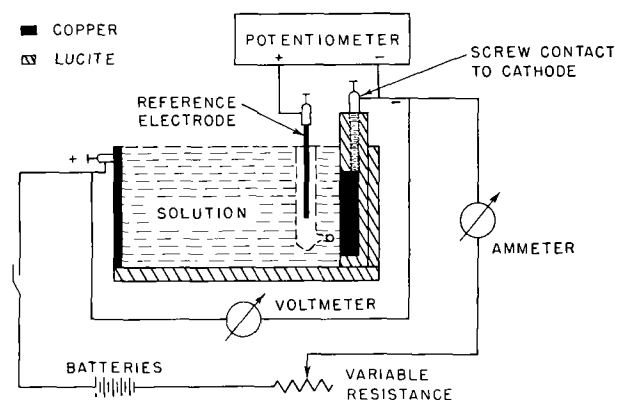 COPPER
LUCITE
POTENTIOMETER
+ −
SCREW CONTACT
TO CATHODE
−
REFERENCE
ELECTRODE
+
SOLUTION
b
AMMETER
VOLTMETER
BATTERIES
VARIABLE
RESISTANCE